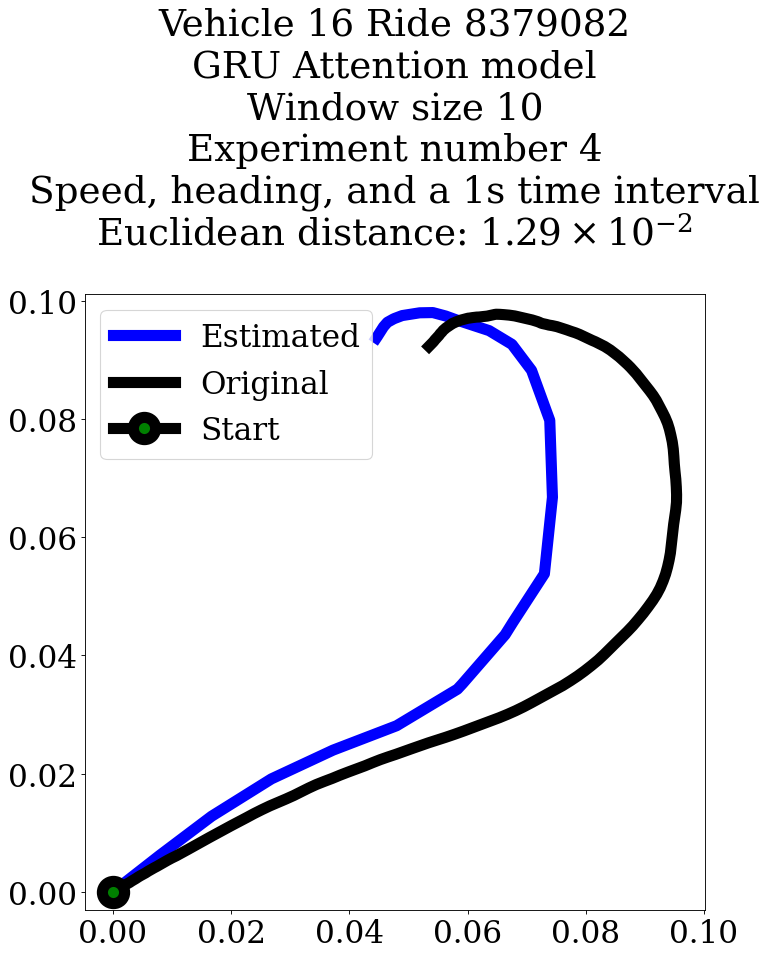 Vehicle 16 Ride 8379082
GRU Attention model
Window size 10
Experiment number 4
Speed, heading, and a 1s time interval
Euclidean distance: 1.29 × 10⁻²
Estimated
Original
Start
0.10
0.08
0.06
0.04
0.02
0.00
0.00 0.02 0.04 0.06 0.08 0.10